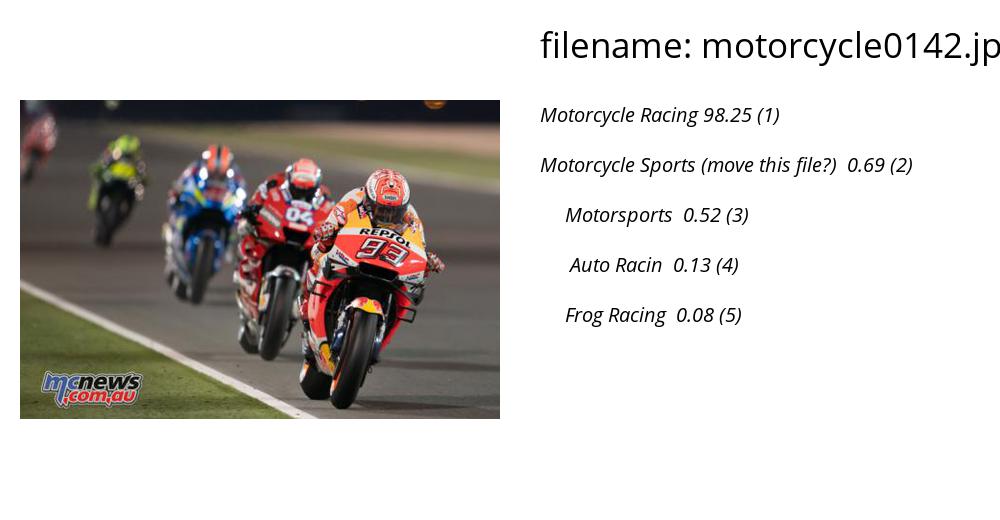 filename: motorcycle0142.jp
Motorcycle Racing 98.25 (1)
Motorcycle Sports (move this file?) 0.69 (2)
Motorsports 0.52 (3)
Auto Racin 0.13 (4)
Frog Racing 0.08 (5)
04
REPSOL
93
mcnews
.com.au